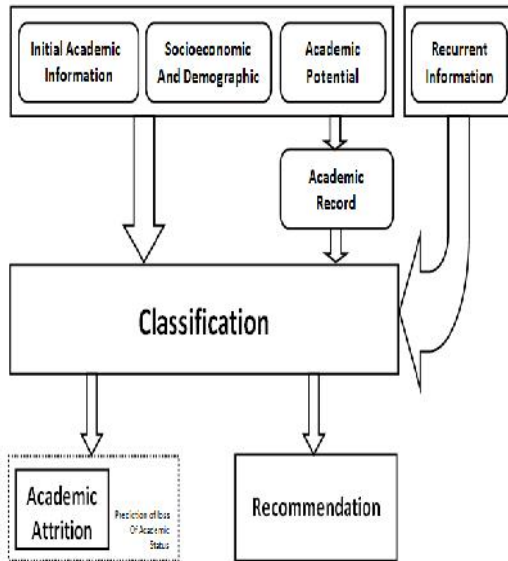 Initial Academic
Information
Socioeconomic
And Demographic
Academic
Potential
Recurrent
Information
Academic
Record
Classification
Academic
Attrition
Prediction of loss
Of Academic
Status
Recommendation